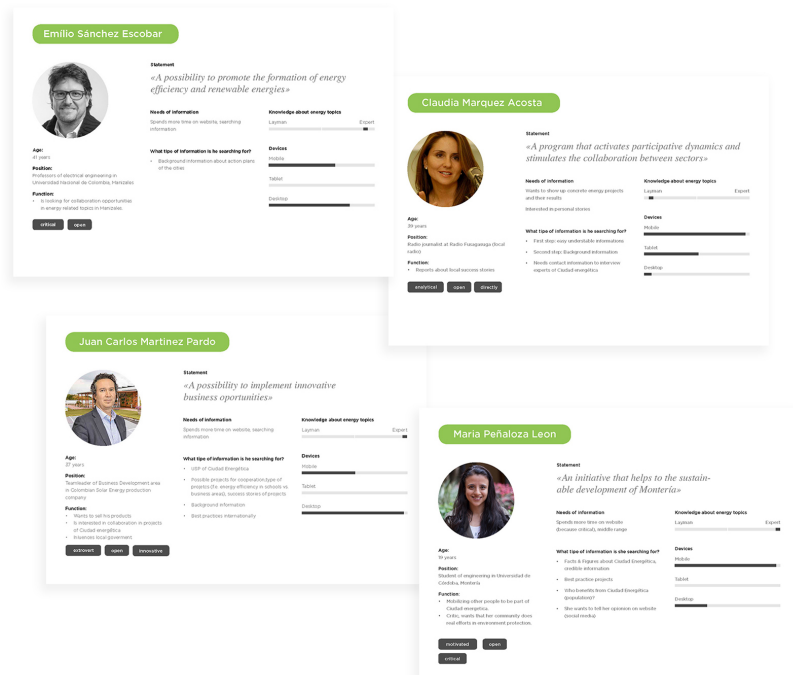 Emilio Sánchez Escobar
Statement
«A possibility to promote the formation of energy
efficiency and renewable energies»
Needs of information
Spends more time on website, searching
information
What tipe of information is he searching for?
• Background information about action plans
of the cities
Knowledge about energy topics
Layman Expert
Devices
Mobile
Tablet
Desktop
Age:
41 years
Position:
Professors of electrical engineering in
Universidad Nacional de Colombia, Manzales
Function:
• Is looking for collaboration opportunities
in energy related topics in Manzales.
critical open
Claudia Marquez Acosta
Statement
«A program that activates participative dynamics and
stimulates the collaboration between sectors»
Needs of information
Wants to show up concrete energy projects
and their results
Interested in personal stories
What tipe of information is he searching for?
• First step: easy understable informations
• Second step: Background information
• Needs contact information to interview
experts of Ciudad energética
Knowledge about energy topics
Layman Expert
Devices
Mobile
Tablet
Desktop
Age:
39 years
Position:
Radio journalist at Radio Fusagasuga (local
radio)
Function:
• Reports about local success stories
analytical open directly
Juan Carlos Martinez Pardo
Statement
«A possibility to implement innovative
business oportunities»
Needs of information
Spends more time on website, searching
information
What tipe of information is he searching for?
• USP of Ciudad Energética
• Possible projects for cooperation,type of
projects (f.e. energy efficiency in schools vs
business areas), success stories of projects
• Background information
• Best practices internationally
Knowledge about energy topics
Layman Expert
Devices
Mobile
Tablet
Desktop
Age:
37 years
Position:
Teamleader of Business Development area
in Colombian Solar Energy production
company
Function:
• Wants to sell his products
• Is interested in collaboration in projects
of Ciudad energética
• Inverences local goverment
extrovert open innovative
María Peñaloza Leon
Statement
«An initiative that helps to the sustain-
able development of Montería»
Needs of information
Spends more time on website
(because critical), middle range
What tipe of information is she searching for?
• Facts & Figures about Ciudad Energética,
credible information
• Best practice projects
• Who benefits from Ciudad Energética
(population)?
• She wants to tell her opionion on website
(social media)
Knowledge about energy topics
Layman Expert
Devices
Mobile
Tablet
Desktop
Age:
19 years
Position:
Student of engineering in Universidad de
Córdoba, Montería
Function:
• Mobilizing other people to be part of
Ciudad energetica.
• Critic, wants that her community does
real efforts in environment protection.
motivated open
critical